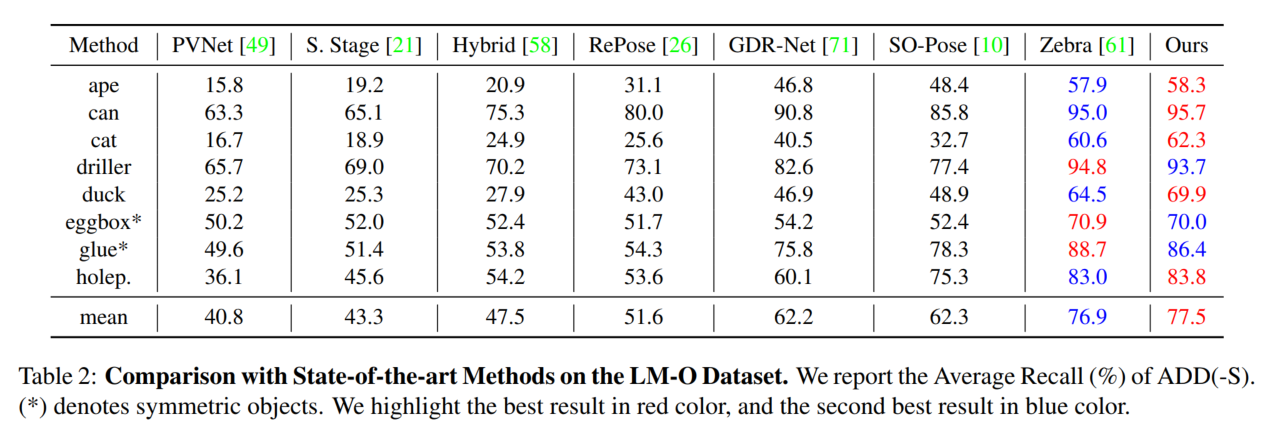 Method PVNet [49] S. Stage [21] Hybrid [58] RePose [26] GDR-Net [71] SO-Pose [10] Zebra [61] Ours
ape 15.8 19.2 20.9 31.1 46.8 48.4 57.9 58.3
can 63.3 65.1 75.3 80.0 90.8 85.8 95.0 95.7
cat 16.7 18.9 24.9 25.6 40.5 32.7 60.6 62.3
driller 65.7 69.0 70.2 73.1 82.6 77.4 94.8 93.7
duck 25.2 25.3 27.9 43.0 46.9 48.9 64.5 69.9
eggbox* 50.2 52.0 52.4 51.7 54.2 52.4 70.9 70.0
glue* 49.6 51.4 53.8 54.3 75.8 78.3 88.7 86.4
holep. 36.1 45.6 54.2 53.6 60.1 75.3 83.0 83.8
mean 40.8 43.3 47.5 51.6 62.2 62.3 76.9 77.5
Table 2: Comparison with State-of-the-art Methods on the LM-O Dataset. We report the Average Recall (%) of ADD(-S).
(*) denotes symmetric objects. We highlight the best result in red color, and the second best result in blue color.